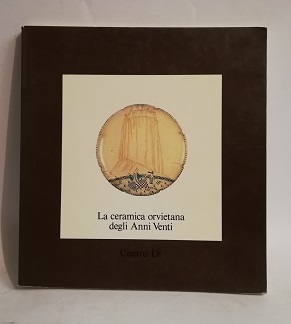 La ceramica orvietana
degli Anni Venti
Centro Di